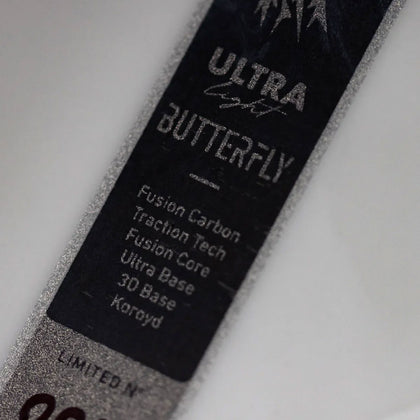 ULTRA
Light
BUTTERFLY
Fusion Carbon
Traction Tech
Fusion Core
Ultra Base
3D Base
Koroyd
LIMITED N°